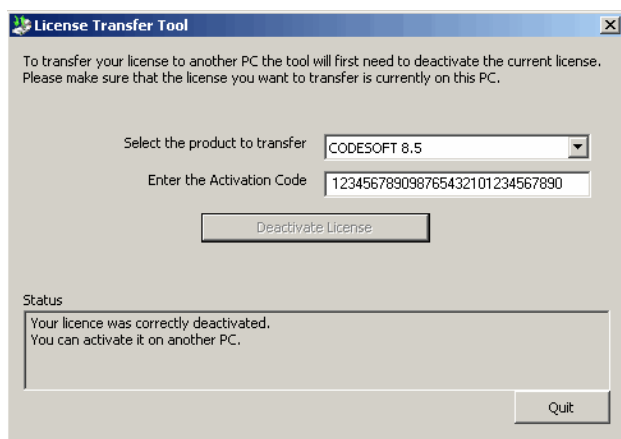 License Transfer Tool
To transfer your license to another PC the tool will first need to deactivate the current license.
Please make sure that the license you want to transfer is currently on this PC.
Select the product to transfer
CODESOFT 8.5
Enter the Activation Code
123456789098765432101234567890
Deactivate License
Status
Your licence was correctly deactivated.
You can activate it on another PC.
Quit